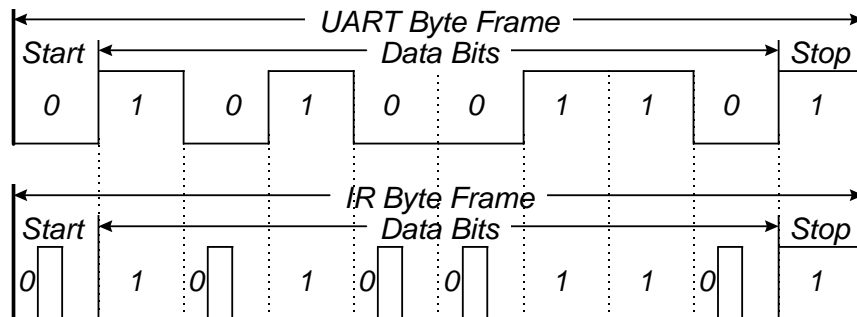 UART Byte Frame
Start Data Bits Stop
0 1 0 1 0 0 1 1 0 1
IR Byte Frame
Start Data Bits Stop
0 1 0 1 0 0 1 1 0 1